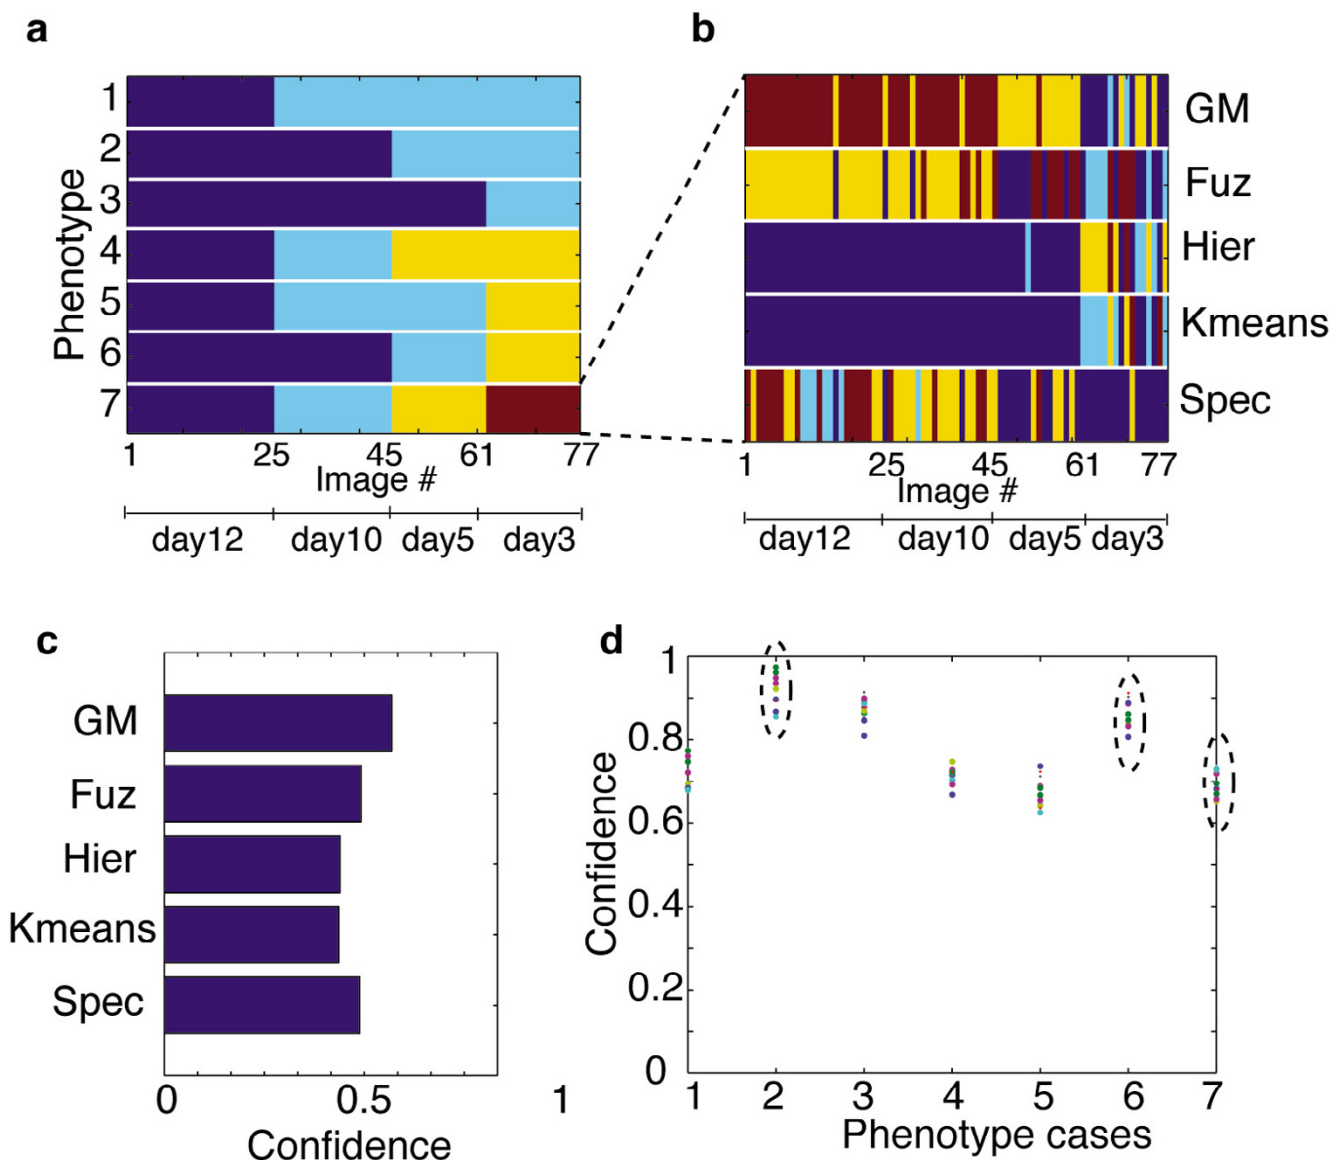 a
Phenotype
1
2
3
4
5
6
7
1 25 45 61 77
Image #
day12 day10 day5 day3
b
GM
Fuz
Hier
Kmeans
Spec
1 25 45 61 77
Image #
day12 day10 day5 day3
c
GM
Fuz
Hier
Kmeans
Spec
0 0.5 1
Confidence
d
Confidence
1
0.8
0.6
0.4
0.2
0
1 2 3 4 5 6 7
Phenotype cases